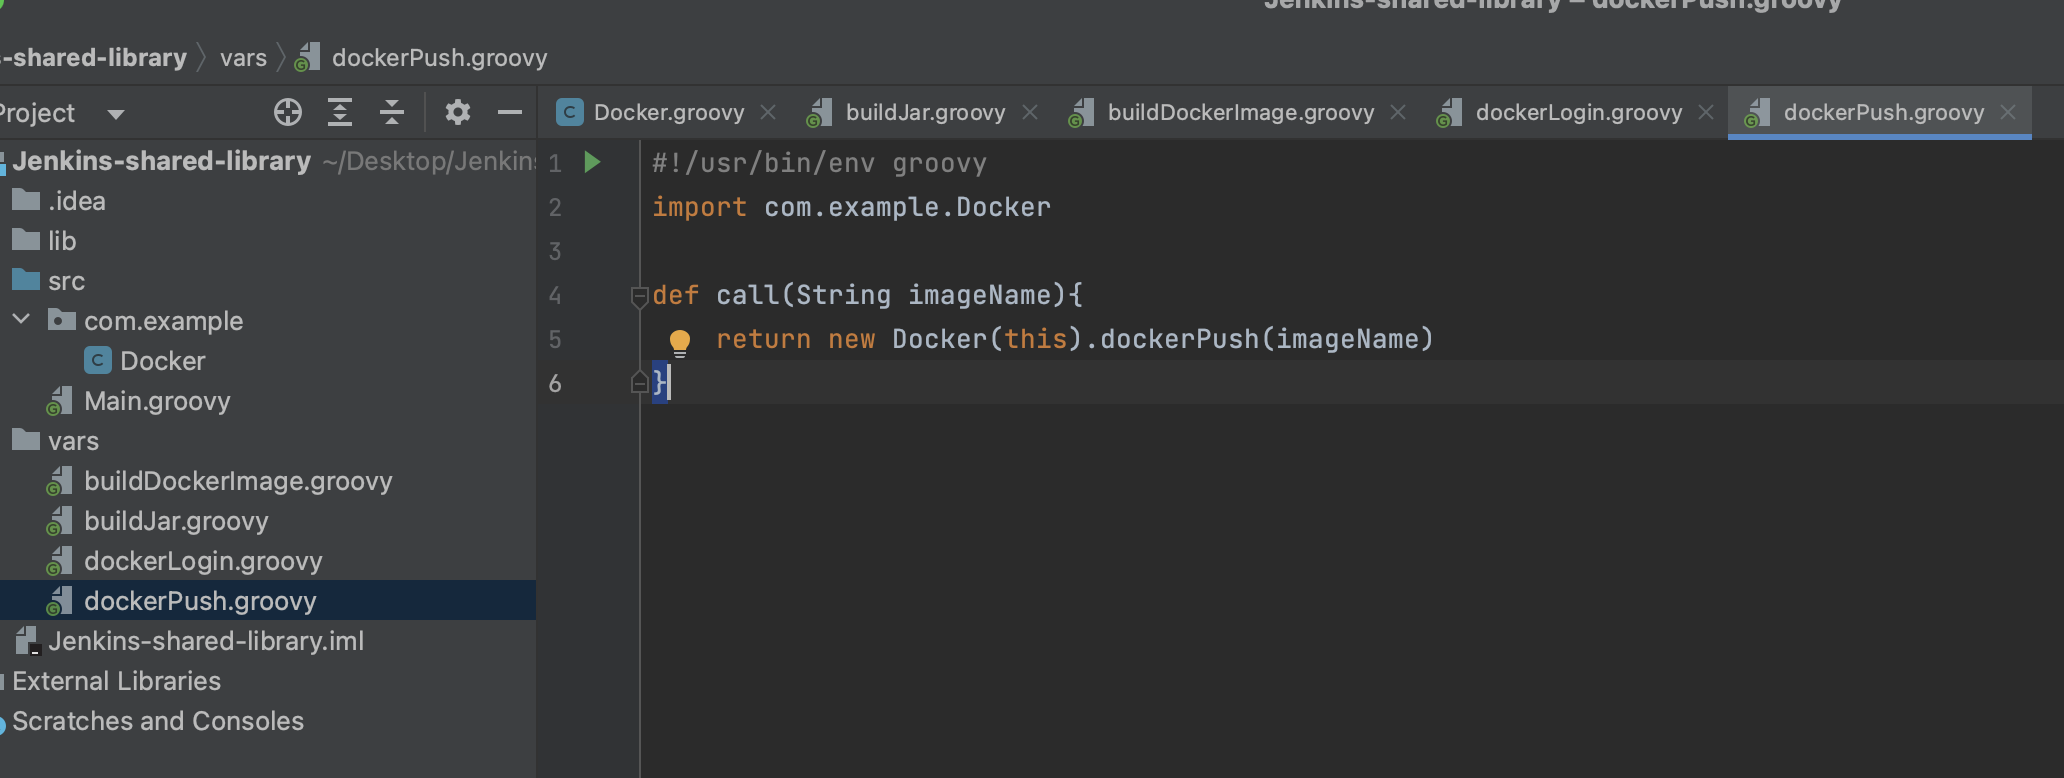 Jenkins-shared-library – dockerPush.groovy
-shared-library vars dockerPush.groovy
Project
Docker.groovy buildJar.groovy buildDockerImage.groovy dockerLogin.groovy dockerPush.groovy
Jenkins-shared-library ~/Desktop/Jenkins
.idea
lib
src
com.example
C Docker
Main.groovy
vars
buildDockerImage.groovy
buildJar.groovy
dockerLogin.groovy
dockerPush.groovy
Jenkins-shared-library.iml
External Libraries
Scratches and Consoles
1 #!/usr/bin/env groovy
2 import com.example.Docker
3
4 def call(String imageName){
5 return new Docker(this).dockerPush(imageName)
6 }